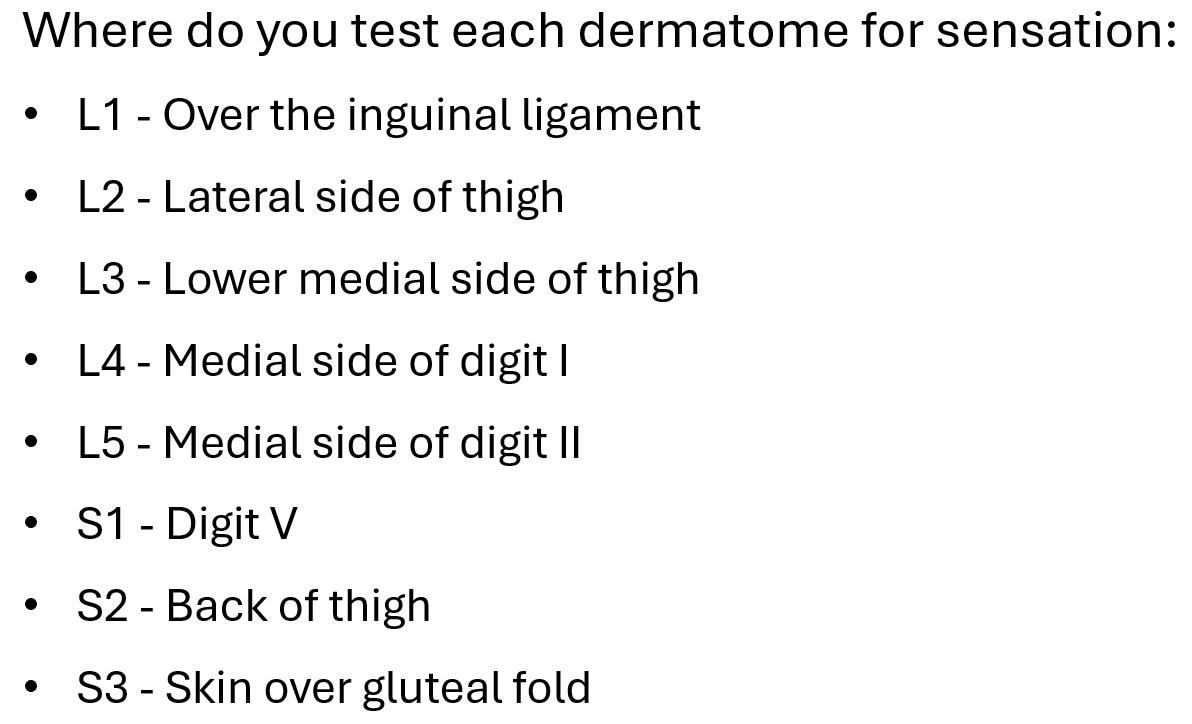 Where do you test each dermatome for sensation:
• L1 - Over the inguinal ligament
• L2 - Lateral side of thigh
• L3 - Lower medial side of thigh
• L4 - Medial side of digit I
• L5 - Medial side of digit II
• S1 - Digit V
• S2 - Back of thigh
• S3 - Skin over gluteal fold